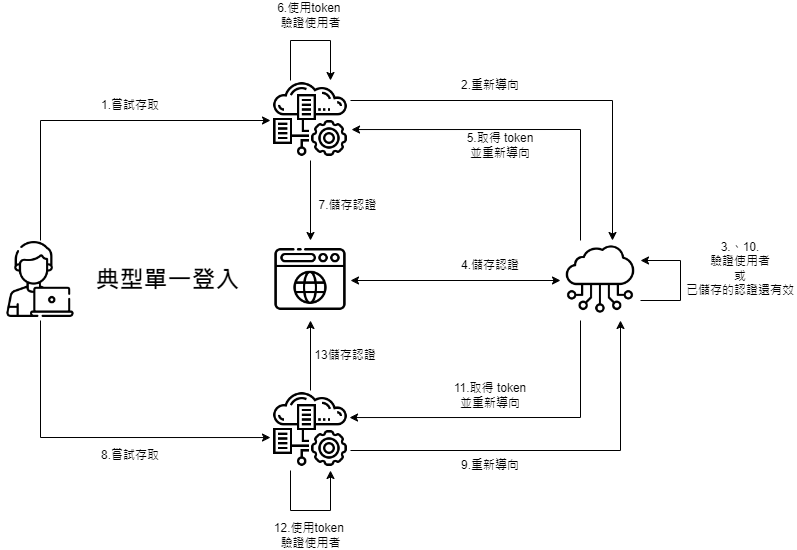 6.使用token
驗證使用者
2.重新導向
1.嘗試存取
5.取得 token
並重新導向
7.儲存認證
3.、10.
驗證使用者
或
已儲存的認證還有效
4.儲存認證
典型單一登入
13儲存認證
11.取得 token
並重新導向
8.嘗試存取
9.重新導向
12.使用token
驗證使用者